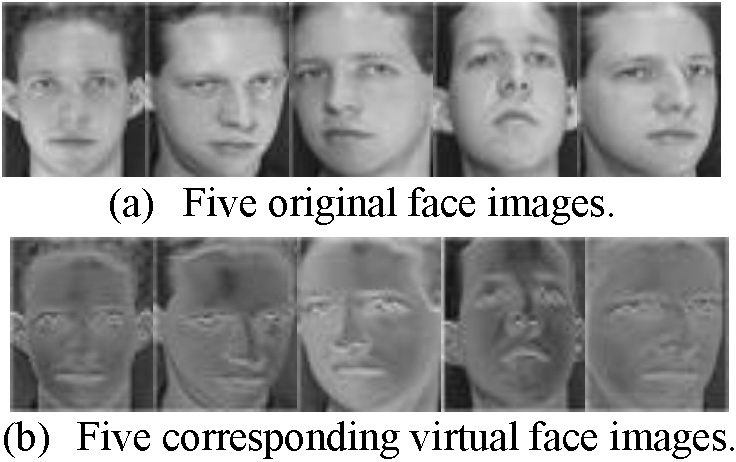 (a) Five original face images.
(b) Five corresponding virtual face images.